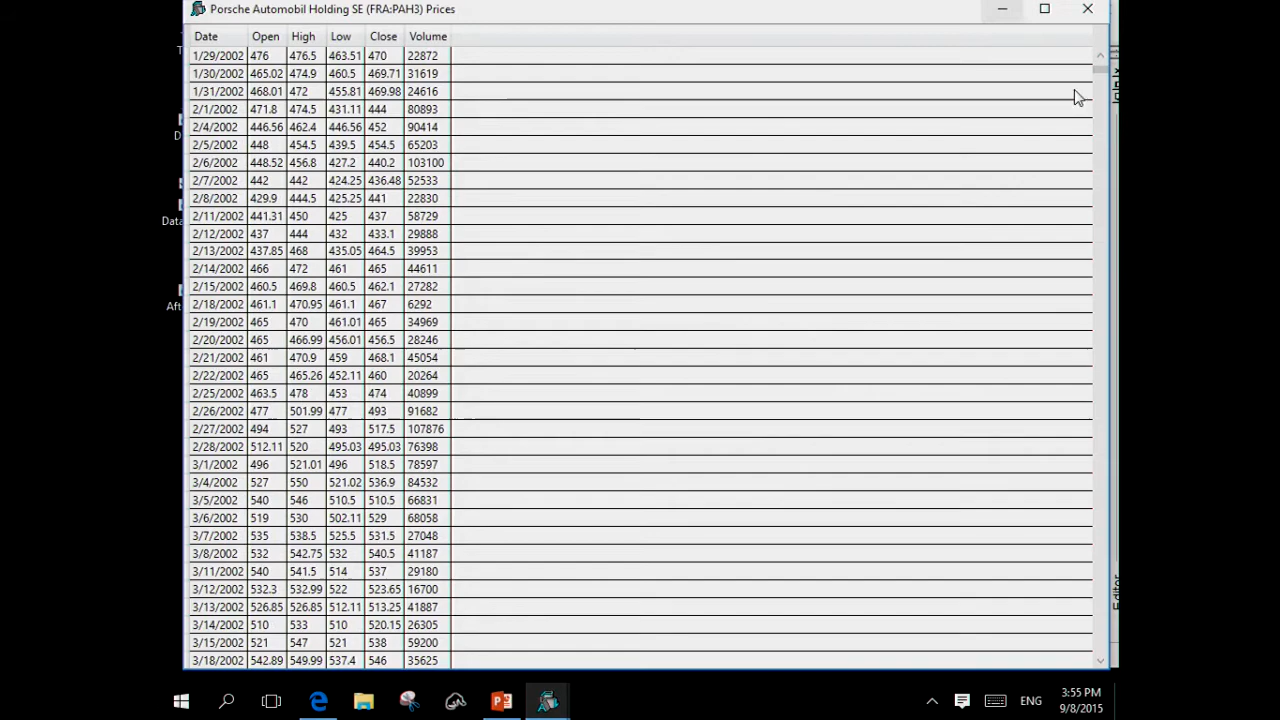 Porsche Automobil Holding SE (FRA:PAH3) Prices
Date Open High Low Close Volume
1/29/2002 476 476.5 463.51 470 22872
1/30/2002 465.02 474.9 460.5 469.71 31619
1/31/2002 468.01 472 455.81 469.98 24616
2/1/2002 471.8 474.5 431.11 444 80893
2/4/2002 446.56 462.4 446.56 452 90414
2/5/2002 448 454.5 439.5 454.5 65203
2/6/2002 448.52 456.8 427.2 440.2 103100
2/7/2002 442 442 424.25 436.48 52533
2/8/2002 429.9 444.5 425.25 441 22830
2/11/2002 441.31 450 425 437 58729
2/12/2002 437 444 432 433.1 29888
2/13/2002 437.85 468 435.05 464.5 39953
2/14/2002 466 472 461 465 44611
2/15/2002 460.5 469.8 460.5 462.1 27282
2/18/2002 461.1 470.95 461.1 467 6292
2/19/2002 465 470 461.01 465 34969
2/20/2002 465 466.99 456.01 456.5 28246
2/21/2002 461 470.9 459 468.1 45054
2/22/2002 465 465.26 452.11 460 20264
2/25/2002 463.5 478 453 474 40899
2/26/2002 477 501.99 477 493 91682
2/27/2002 494 527 493 517.5 107876
2/28/2002 512.11 520 495.03 495.03 76398
3/1/2002 496 521.01 496 518.5 78597
3/4/2002 527 550 521.02 536.9 84532
3/5/2002 540 546 510.5 510.5 66831
3/6/2002 519 530 502.11 529 68058
3/7/2002 535 538.5 525.5 531.5 27048
3/8/2002 532 542.75 532 540.5 41187
3/11/2002 540 541.5 514 537 29180
3/12/2002 532.3 532.99 522 523.65 16700
3/13/2002 526.85 526.85 512.11 513.25 41887
3/14/2002 510 533 510 520.15 26305
3/15/2002 521 547 521 538 59200
3/18/2002 542.89 549.99 537.4 546 35625
T
D
Data
Aft
Editor
ENG
3:55 PM
9/8/2015